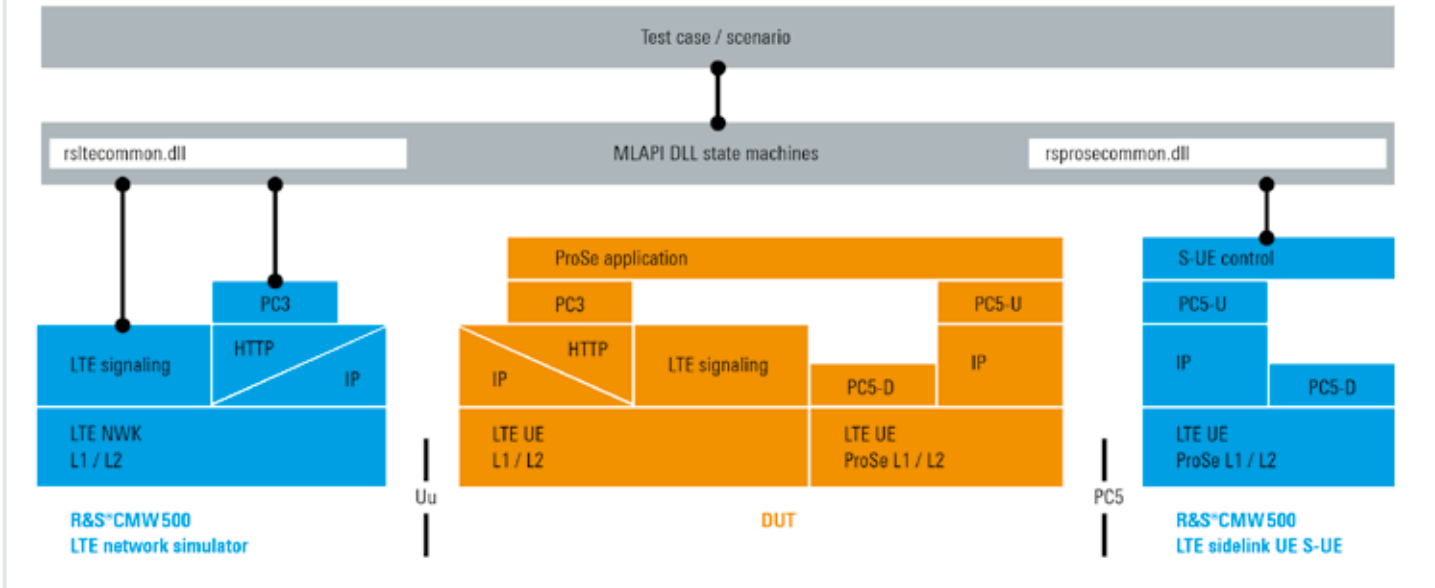 Test case / scenario
rsltecommon.dll
MLAPI DLL state machines
rsprosecommon.dll
ProSe application
S-UE control
PC3
PC3
PC5-U
PC5-U
LTE signaling
HTTP
IP
HTTP
IP
LTE signaling
PC5-D
IP
IP
PC5-D
LTE NWK
L1 / L2
LTE UE
L1 / L2
LTE UE
ProSe L1 / L2
LTE UE
ProSe L1 / L2
Uu
PC5
R&S®CMW500
LTE network simulator
DUT
R&S®CMW500
LTE sidelink UE S-UE